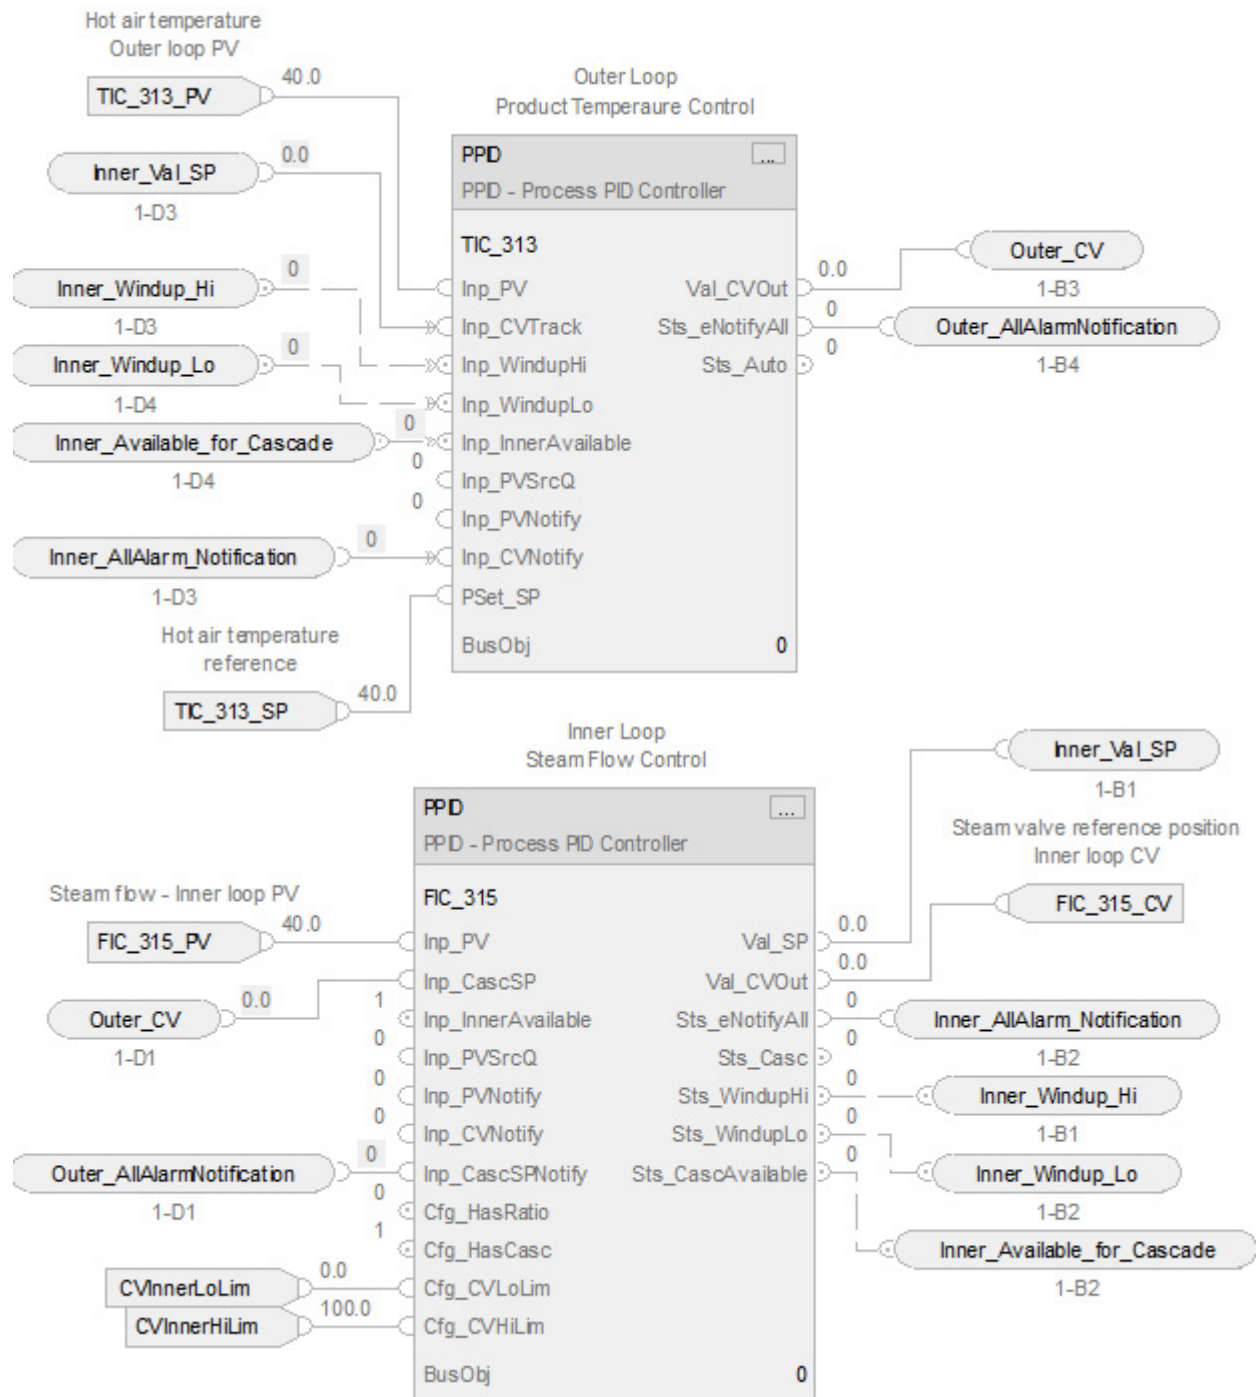 Hot air temperature
Outer loop PV
TIC_313_PV
40.0
Inner_Val_SP
0.0
1-D3
Inner_Windup_Hi
0
1-D3
Inner_Windup_Lo
0
1-D4
Inner_Available_for_Cascade
0
1-D4
0
0
Inner_AllAlarm_Notification
0
1-D3
Hot air temperature
reference
TIC_313_SP
40.0
Outer Loop
Product Temperaure Control
PPID
...
PPID - Process PID Controller
TIC_313
Inp_PV
Val_CVOut
Inp_CVTrack
Sts_eNotifyAll
Inp_WindupHi
Sts_Auto
Inp_WindupLo
Inp_InnerAvailable
Inp_PVSrcQ
Inp_PVNotify
Inp_CVNotify
PSet_SP
BusObj
0
0.0
Outer_CV
1-B3
0
Outer_AllAlarmNotification
1-B4
0
Inner Loop
Steam Flow Control
PPID
...
PPID - Process PID Controller
FIC_315
Inp_PV
Val_SP
Inp_CascSP
Val_CVOut
Inp_InnerAvailable
Sts_eNotifyAll
Inp_PVSrcQ
Sts_Casc
Inp_PVNotify
Sts_WindupHi
Inp_CVNotify
Sts_WindupLo
Inp_CascSPNotify
Sts_CascAvailable
Cfg_HasRatio
Cfg_HasCasc
Cfg_CVLoLim
Cfg_CVHiLim
BusObj
0
Steam flow - Inner loop PV
FIC_315_PV
40.0
Outer_CV
0.0
1-D1
1
0
0
0
Outer_AllAlarmNotification
0
1-D1
0
1
CVInnerLoLim
0.0
CVInnerHiLim
100.0
Inner_Val_SP
1-B1
Steam valve reference position
Inner loop CV
FIC_315_CV
0.0
0.0
0
Inner_AllAlarm_Notification
1-B2
0
0
Inner_Windup_Hi
1-B1
0
Inner_Windup_Lo
1-B2
0
Inner_Available_for_Cascade
1-B2